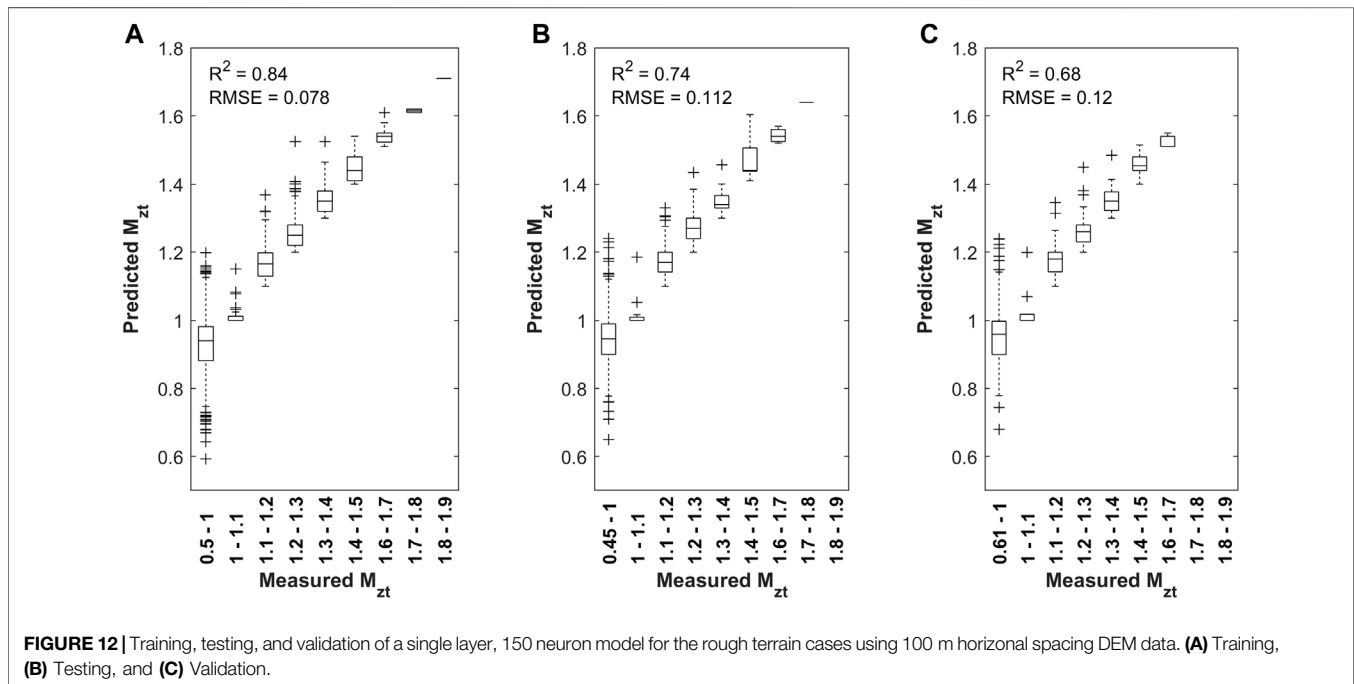 A
1.8
R² = 0.84
RMSE = 0.078
1.6
1.4
1.2
1
0.8
0.6
Predicted Mzt
0.5 - 1
1 - 1.1
1.1 - 1.2
1.2 - 1.3
1.3 - 1.4
1.4 - 1.5
1.6 - 1.7
1.7 - 1.8
1.8 - 1.9
Measured Mzt
B
1.8
R² = 0.74
RMSE = 0.112
1.6
1.4
1.2
1
0.8
0.6
Predicted Mzt
0.45 - 1
1 - 1.1
1.1 - 1.2
1.2 - 1.3
1.3 - 1.4
1.4 - 1.5
1.6 - 1.7
1.7 - 1.8
1.8 - 1.9
Measured Mzt
C
1.8
R² = 0.68
RMSE = 0.12
1.6
1.4
1.2
1
0.8
0.6
Predicted Mzt
0.61 - 1
1 - 1.1
1.1 - 1.2
1.2 - 1.3
1.3 - 1.4
1.4 - 1.5
1.6 - 1.7
1.7 - 1.8
1.8 - 1.9
Measured Mzt
FIGURE 12 | Training, testing, and validation of a single layer, 150 neuron model for the rough terrain cases using 100 m horizonal spacing DEM data. (A) Training,
(B) Testing, and (C) Validation.